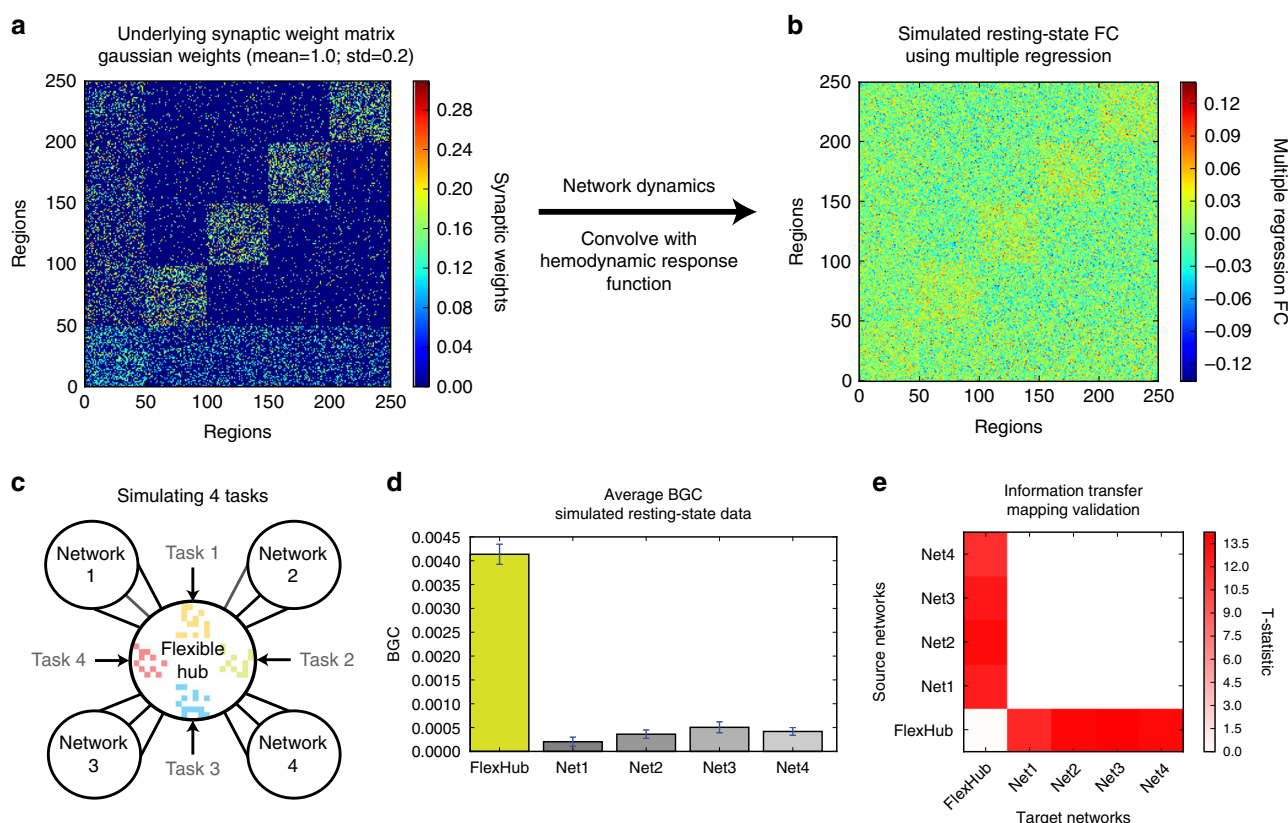 a
Underlying synaptic weight matrix
gaussian weights (mean=1.0; std=0.2)
250
200
150
100
50
0
Regions
0 50 100 150 200 250
Regions
0.28
0.24
0.20
0.16
0.12
0.08
0.04
0.00
Synaptic weights
Network dynamics
Convolve with
hemodynamic response
function
b
Simulated resting-state FC
using multiple regression
250
200
150
100
50
0
Regions
0 50 100 150 200 250
Regions
0.12
0.09
0.06
0.03
0.00
−0.03
−0.06
−0.09
−0.12
Multiple regression FC
c
Simulating 4 tasks
Network
1
Task 1
Network
2
Task 4
Flexible
hub
Task 2
Network
3
Task 3
Network
4
d
Average BGC
simulated resting-state data
0.0045
0.0040
0.0035
0.0030
0.0025
0.0020
0.0015
0.0010
0.0005
0.0000
BGC
FlexHub Net1 Net2 Net3 Net4
e
Information transfer
mapping validation
Source networks
Net4
Net3
Net2
Net1
FlexHub
FlexHub Net1 Net2 Net3 Net4
Target networks
13.5
12.0
10.5
9.0
7.5
6.0
4.5
3.0
1.5
0.0
T-statistic